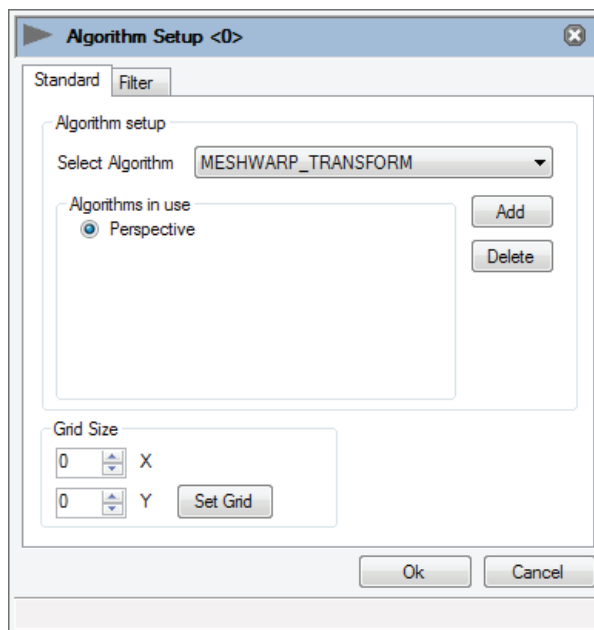 Algorithm Setup <0>
Standard Filter
Algorithm setup
Select Algorithm MESHWARP_TRANSFORM
Algorithms in use
Add
Perspective
Delete
Grid Size
0 X
0 Y Set Grid
Ok Cancel